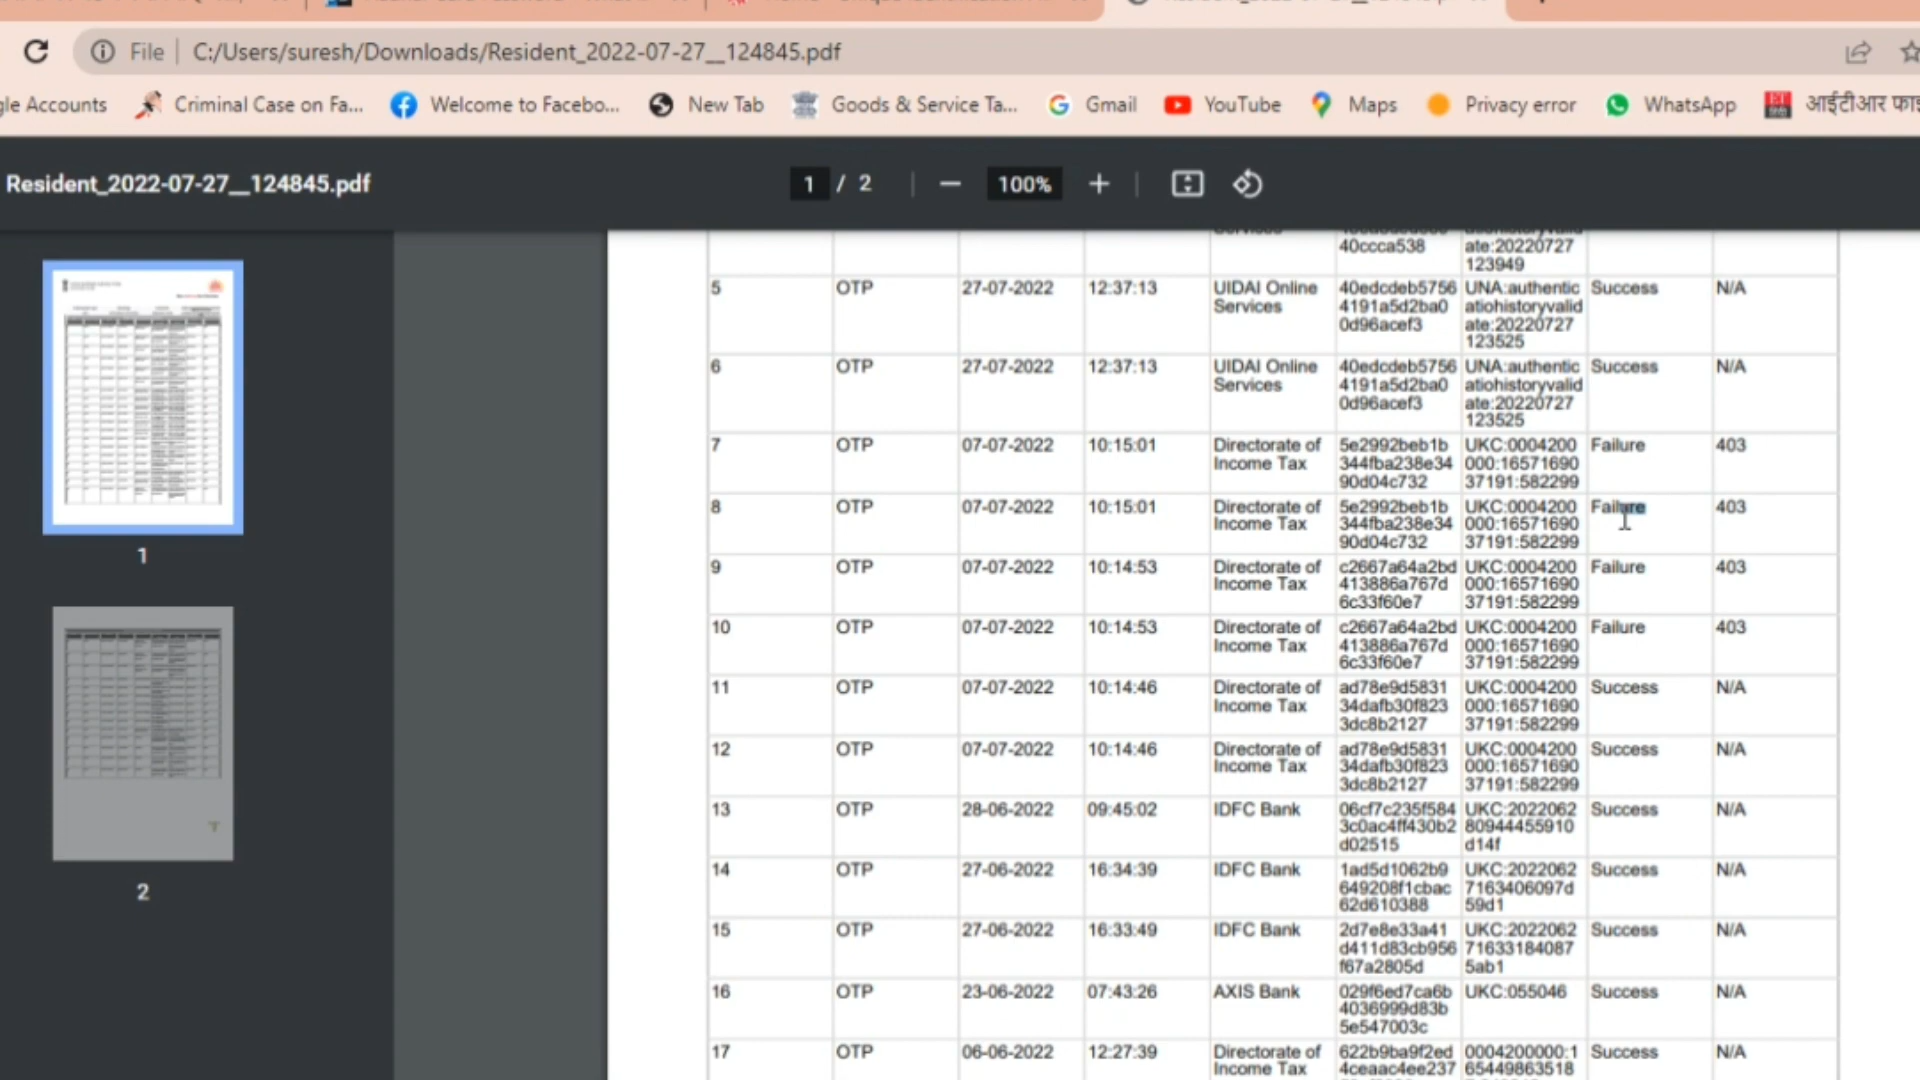 File C:/Users/suresh/Downloads/Resident_2022-07-27__124845.pdf
gle Accounts Criminal Case on Fa... Welcome to Facebo... New Tab Goods & Service Ta... Gmail YouTube Maps Privacy error WhatsApp आईटीआर फाइ
Resident_2022-07-27__124845.pdf 1 / 2 100%
40ccca538 ate:20220727
123949
5 OTP 27-07-2022 12:37:13 UIDAI Online 40edcdeb5756 UNA:authentic Success N/A
Services 4191a5d2ba0 atiohistoryvalid
0d96acef3 ate:20220727
123525
6 OTP 27-07-2022 12:37:13 UIDAI Online 40edcdeb5756 UNA:authentic Success N/A
Services 4191a5d2ba0 atiohistoryvalid
0d96acef3 ate:20220727
123525
7 OTP 07-07-2022 10:15:01 Directorate of 5e2992beb1b UKC:0004200 Failure 403
Income Tax 344fba238e34 000:16571690
90d04c732 37191:582299
8 OTP 07-07-2022 10:15:01 Directorate of 5e2992beb1b UKC:0004200 Failure 403
Income Tax 344fba238e34 000:16571690
90d04c732 37191:582299
9 OTP 07-07-2022 10:14:53 Directorate of c2667a64a2bd UKC:0004200 Failure 403
Income Tax 413886a767d 000:16571690
6c33f60e7 37191:582299
10 OTP 07-07-2022 10:14:53 Directorate of c2667a64a2bd UKC:0004200 Failure 403
Income Tax 413886a767d 000:16571690
6c33f60e7 37191:582299
11 OTP 07-07-2022 10:14:46 Directorate of ad78e9d5831 UKC:0004200 Success N/A
Income Tax 34dafb30f823 000:16571690
3dc8b2127 37191:582299
12 OTP 07-07-2022 10:14:46 Directorate of ad78e9d5831 UKC:0004200 Success N/A
Income Tax 34dafb30f823 000:16571690
3dc8b2127 37191:582299
13 OTP 28-06-2022 09:45:02 IDFC Bank 06cf7c235f584 UKC:2022062 Success N/A
3c0ac4ff430b2 80944455910
d02515 d14f
14 OTP 27-06-2022 16:34:39 IDFC Bank 1ad5d1062b9 UKC:2022062 Success N/A
649208f1cbac 7163406097d
62d610388 59d1
15 OTP 27-06-2022 16:33:49 IDFC Bank 2d7e8e33a41 UKC:2022062 Success N/A
d411d83cb956 71633184087
f67a2805d 5ab1
16 OTP 23-06-2022 07:43:26 AXIS Bank 029f6ed7ca6b UKC:055046 Success N/A
4036999d83b
5e547003c
17 OTP 06-06-2022 12:27:39 Directorate of 622b9ba9f2ed 0004200000:1 Success N/A
Income Tax 4ceaac4ee237 65449863518
1
2